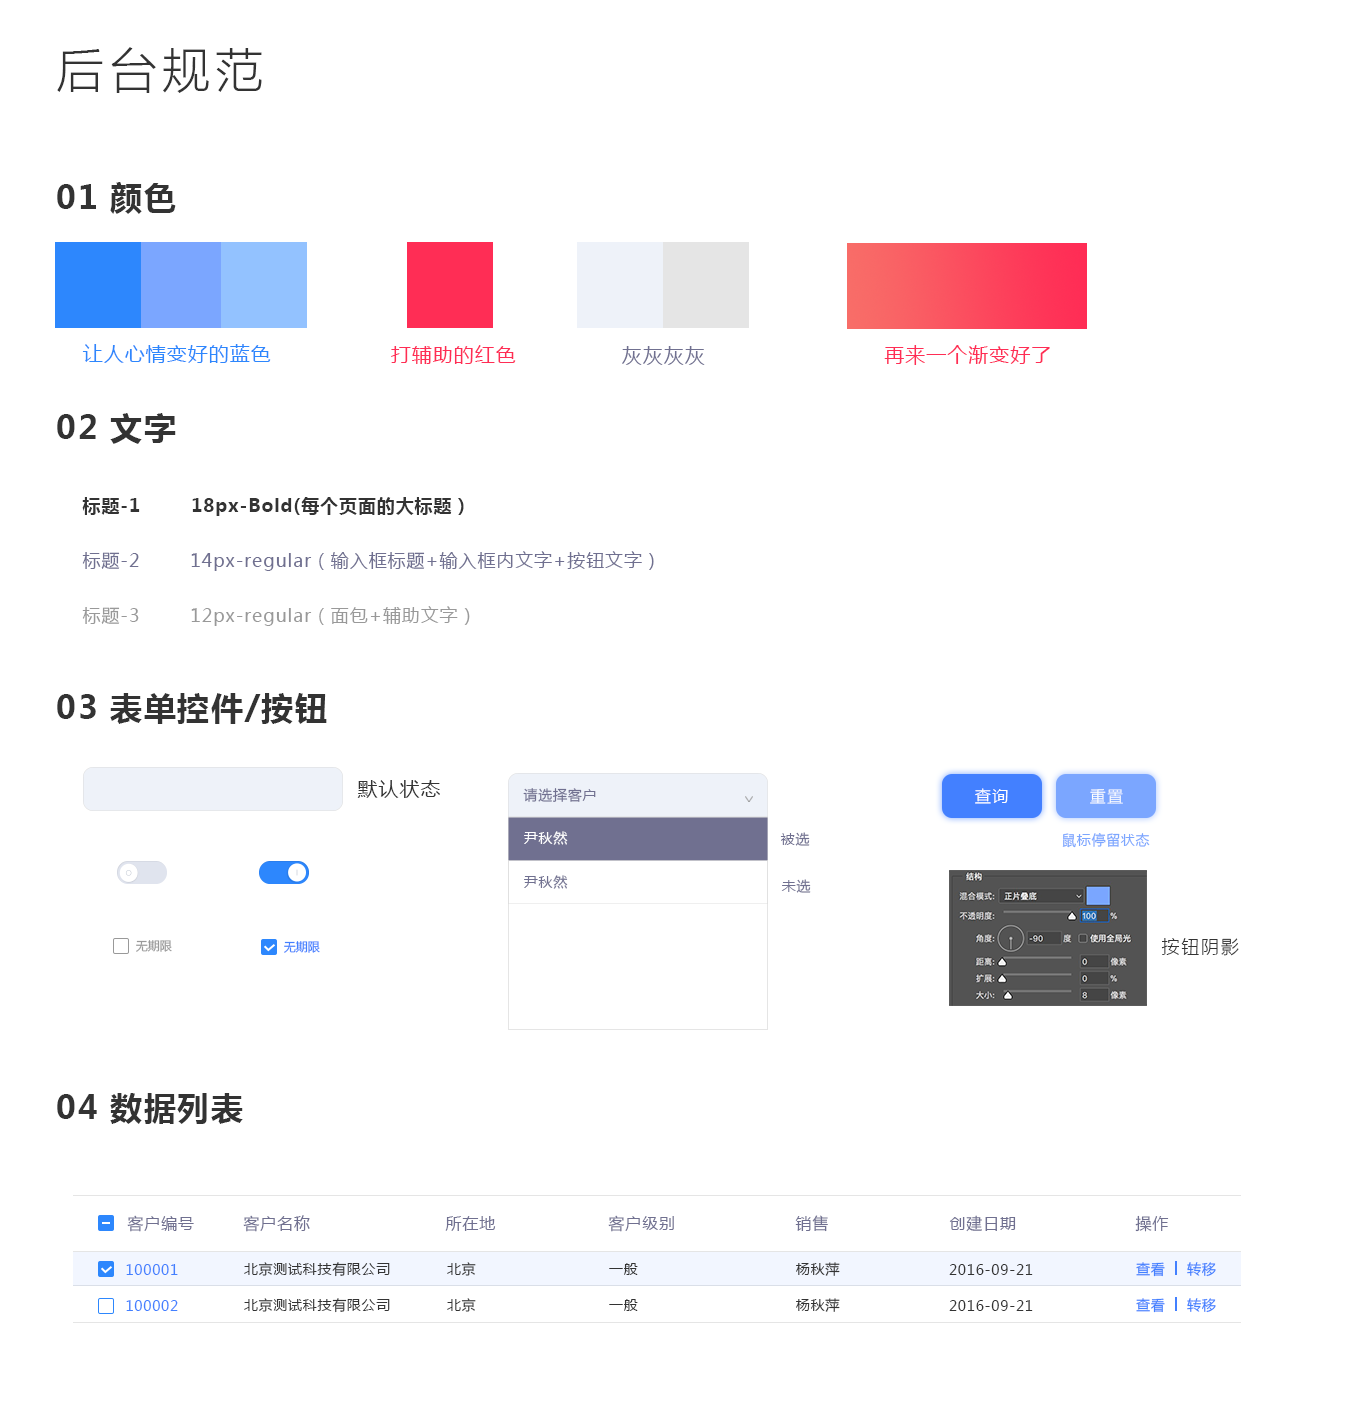 后台规范
01 颜色
让人心情变好的蓝色
打辅助的红色
灰灰灰灰
再来一个渐变好了
02 文字
标题-1 18px-Bold(每个页面的大标题）
标题-2 14px-regular（输入框标题+输入框内文字+按钮文字）
标题-3 12px-regular（面包+辅助文字）
03 表单控件/按钮
默认状态
无期限
无期限
请选择客户
尹秋然
被选
尹秋然
未选
查询
重置
鼠标停留状态
结构
混合模式: 正片叠底
不透明度: 100 %
角度: -90 度 使用全局光
距离: 0 像素
扩展: 0 %
大小: 8 像素
按钮阴影
04 数据列表
客户编号 客户名称 所在地 客户级别 销售 创建日期 操作
100001 北京测试科技有限公司 北京 一般 杨秋萍 2016-09-21 查看 | 转移
100002 北京测试科技有限公司 北京 一般 杨秋萍 2016-09-21 查看 | 转移